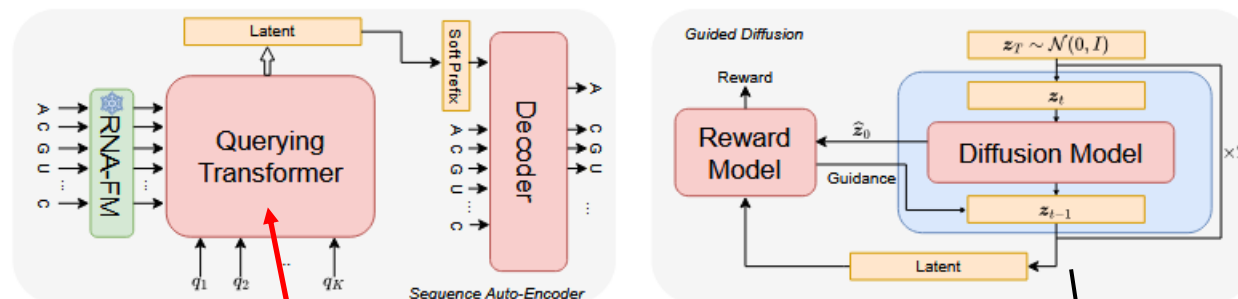 Latent
A
C
G
U
...
C
RNA-FM
Querying
Transformer
q1
q2
..
qK
Soft Prefix
A
C
G
U
...
C
Decoder
A
C
G
U
...
Sequence Auto-Encoder
Guided Diffusion
Reward
Reward
Model
Guidance
ẑ0
zT ∼ N(0, I)
zt
Diffusion Model
zt−1
Latent